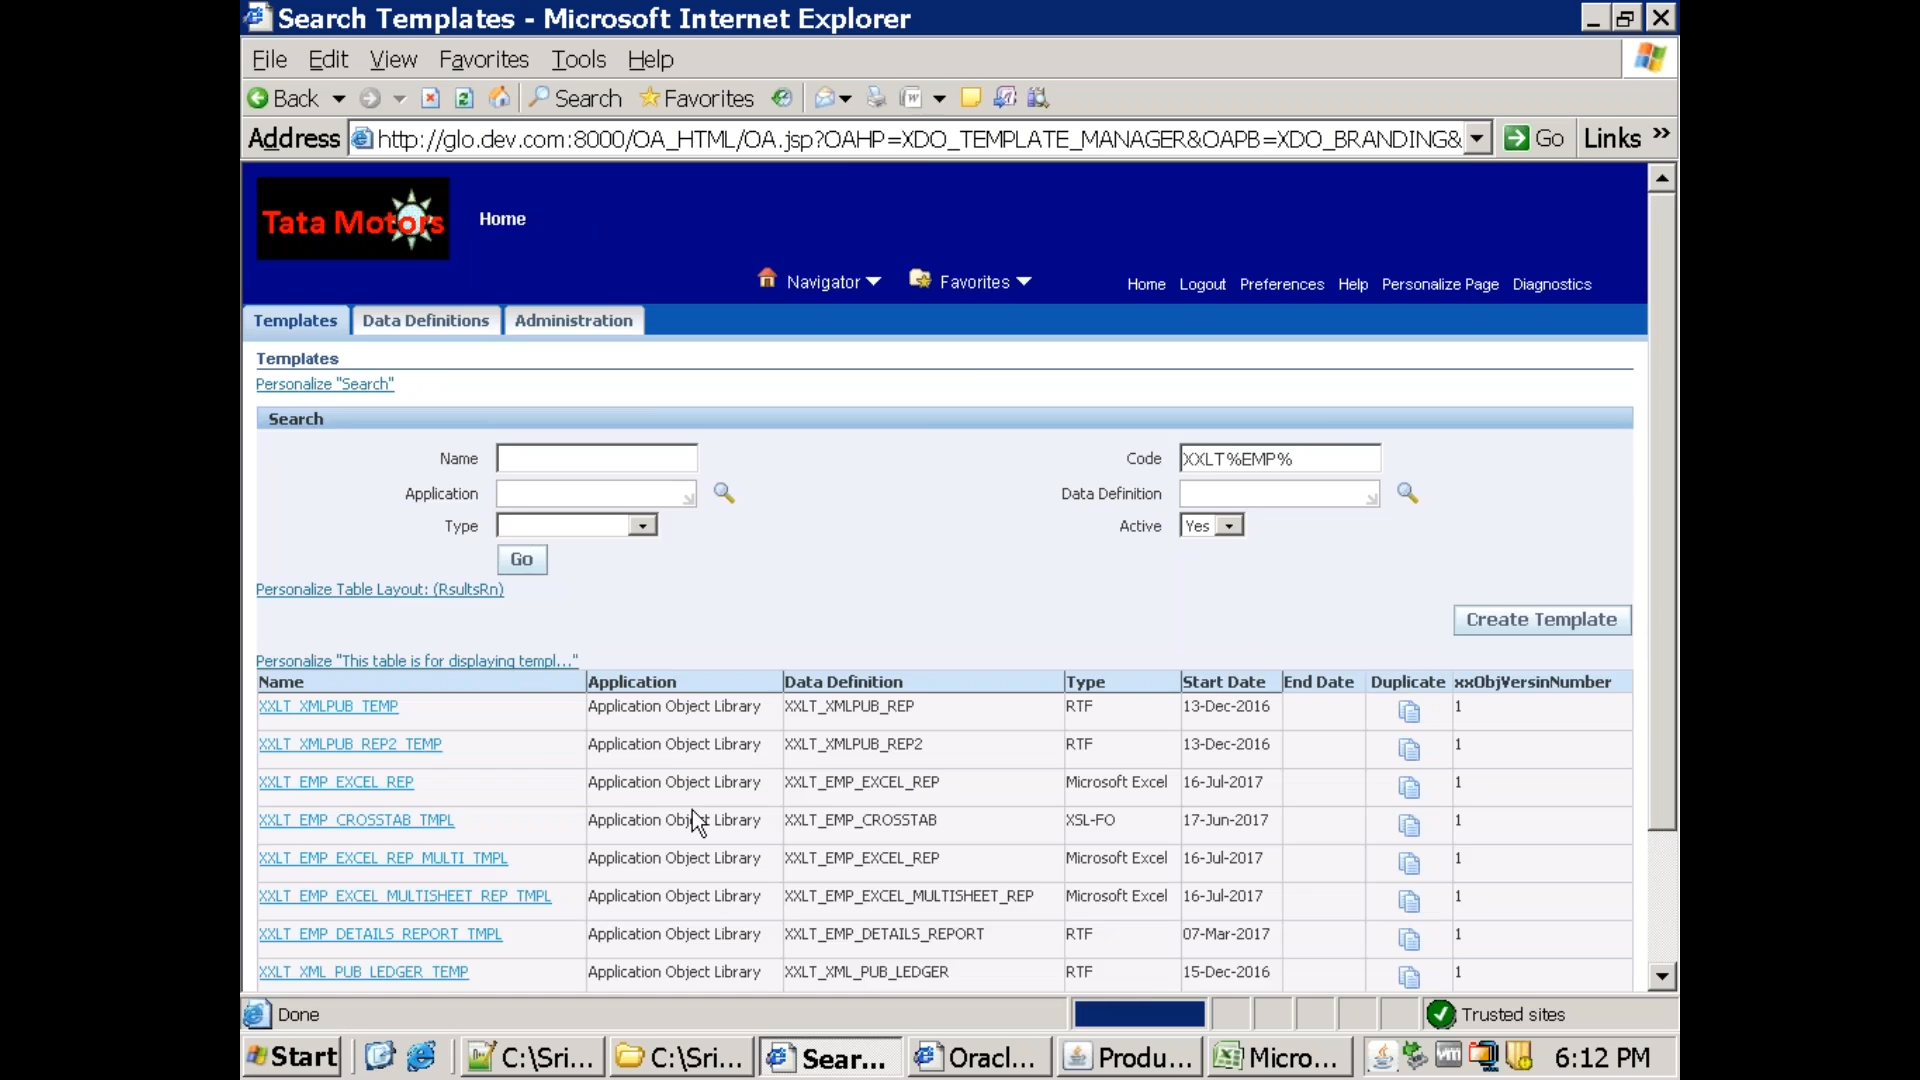 Search Templates - Microsoft Internet Explorer
File Edit View Favorites Tools Help
Back Search Favorites
Address http://glo.dev.com:8000/OA_HTML/OA.jsp?OAHP=XDO_TEMPLATE_MANAGER&OAPB=XDO_BRANDING& Go Links »
Tata Motors Home
Navigator Favorites Home Logout Preferences Help Personalize Page Diagnostics
Templates Data Definitions Administration
Templates
Personalize "Search"
Search
Name Code XXLT%EMP%
Application Data Definition
Type Active Yes
Go
Personalize Table Layout: (RsultsRn)
Create Template
Personalize "This table is for displaying templ..."
Name Application Data Definition Type Start Date End Date Duplicate xxObjVersinNumber
XXLT_XMLPUB_TEMP Application Object Library XXLT_XMLPUB_REP RTF 13-Dec-2016 1
XXLT_XMLPUB_REP2_TEMP Application Object Library XXLT_XMLPUB_REP2 RTF 13-Dec-2016 1
XXLT_EMP_EXCEL_REP Application Object Library XXLT_EMP_EXCEL_REP Microsoft Excel 16-Jul-2017 1
XXLT_EMP_CROSSTAB_TMPL Application Object Library XXLT_EMP_CROSSTAB XSL-FO 17-Jun-2017 1
XXLT_EMP_EXCEL_REP_MULTI_TMPL Application Object Library XXLT_EMP_EXCEL_REP Microsoft Excel 16-Jul-2017 1
XXLT_EMP_EXCEL_MULTISHEET_REP_TMPL Application Object Library XXLT_EMP_EXCEL_MULTISHEET_REP Microsoft Excel 16-Jul-2017 1
XXLT_EMP_DETAILS_REPORT_TMPL Application Object Library XXLT_EMP_DETAILS_REPORT RTF 07-Mar-2017 1
XXLT_XML_PUB_LEDGER_TEMP Application Object Library XXLT_XML_PUB_LEDGER RTF 15-Dec-2016 1
Done Trusted sites
Start C:\Sri... C:\Sri... Sear... Oracl... Produ... Micro... 6:12 PM